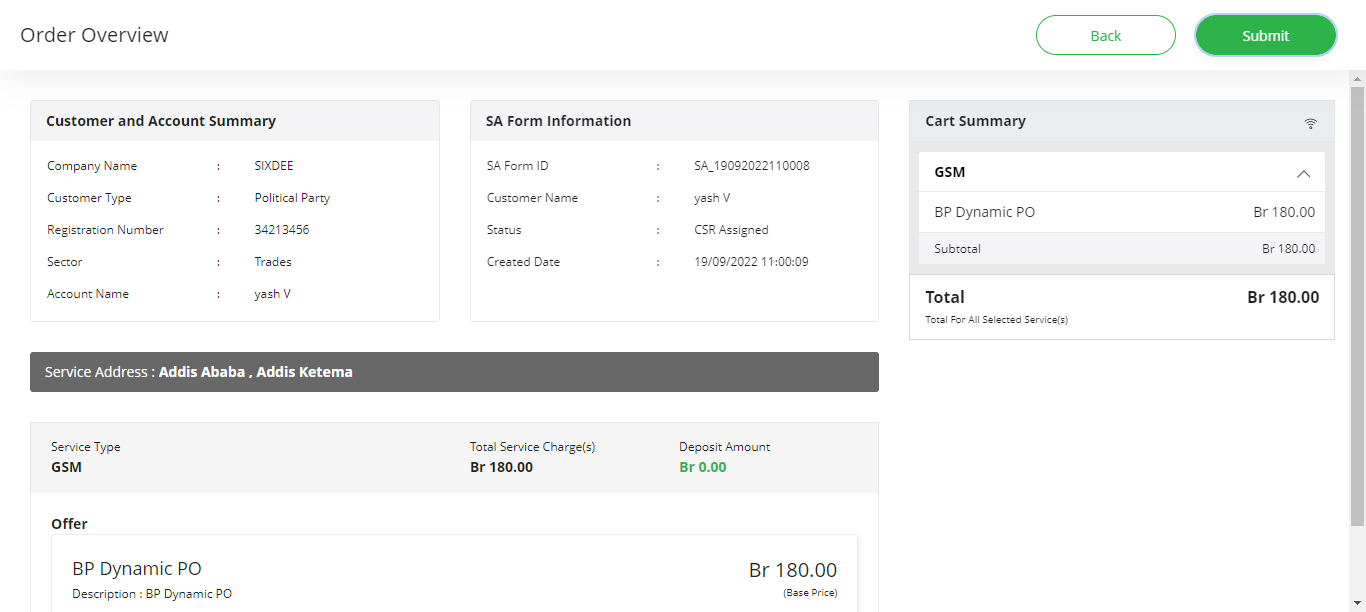 Order Overview
Back
Submit
Customer and Account Summary
Company Name : SIXDEE
Customer Type : Political Party
Registration Number : 34213456
Sector : Trades
Account Name : yash V
SA Form Information
SA Form ID : SA_19092022110008
Customer Name : yash V
Status : CSR Assigned
Created Date : 19/09/2022 11:00:09
Cart Summary
GSM
BP Dynamic PO Br 180.00
Subtotal Br 180.00
Total Br 180.00
Total For All Selected Service(s)
Service Address : Addis Ababa , Addis Ketema
Service Type Total Service Charge(s) Deposit Amount
GSM Br 180.00 Br 0.00
Offer
BP Dynamic PO Br 180.00
Description : BP Dynamic PO (Base Price)